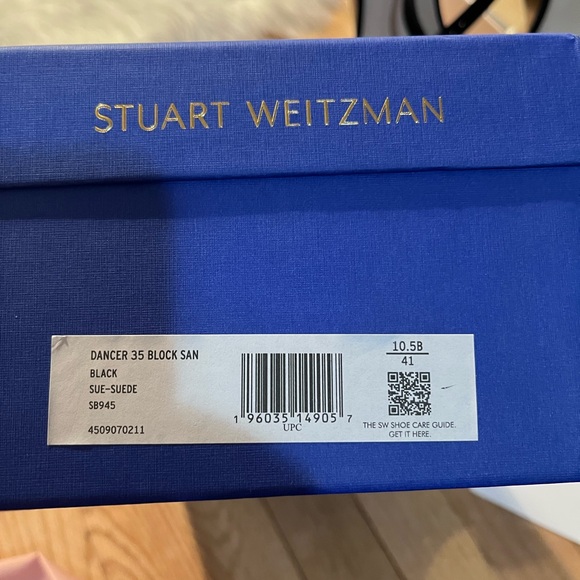 STUART WEITZMAN
DANCER 35 BLOCK SAN
BLACK
SUE-SUEDE
SB945
4509070211
1 96035 14905 7
UPC
10.5B
41
THE SW SHOE CARE GUIDE.
GET IT HERE.